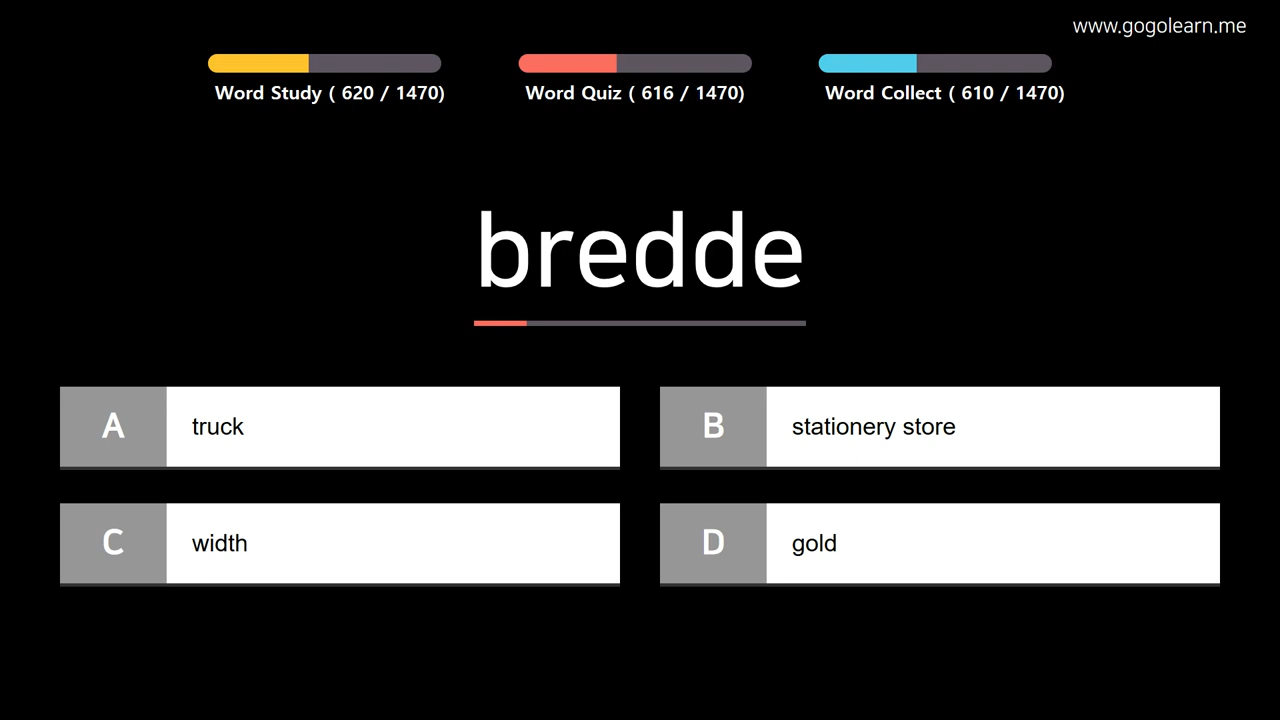 www.gogolearn.me
Word Study ( 620 / 1470)
Word Quiz ( 616 / 1470)
Word Collect ( 610 / 1470)
bredde
A truck
B stationery store
C width
D gold